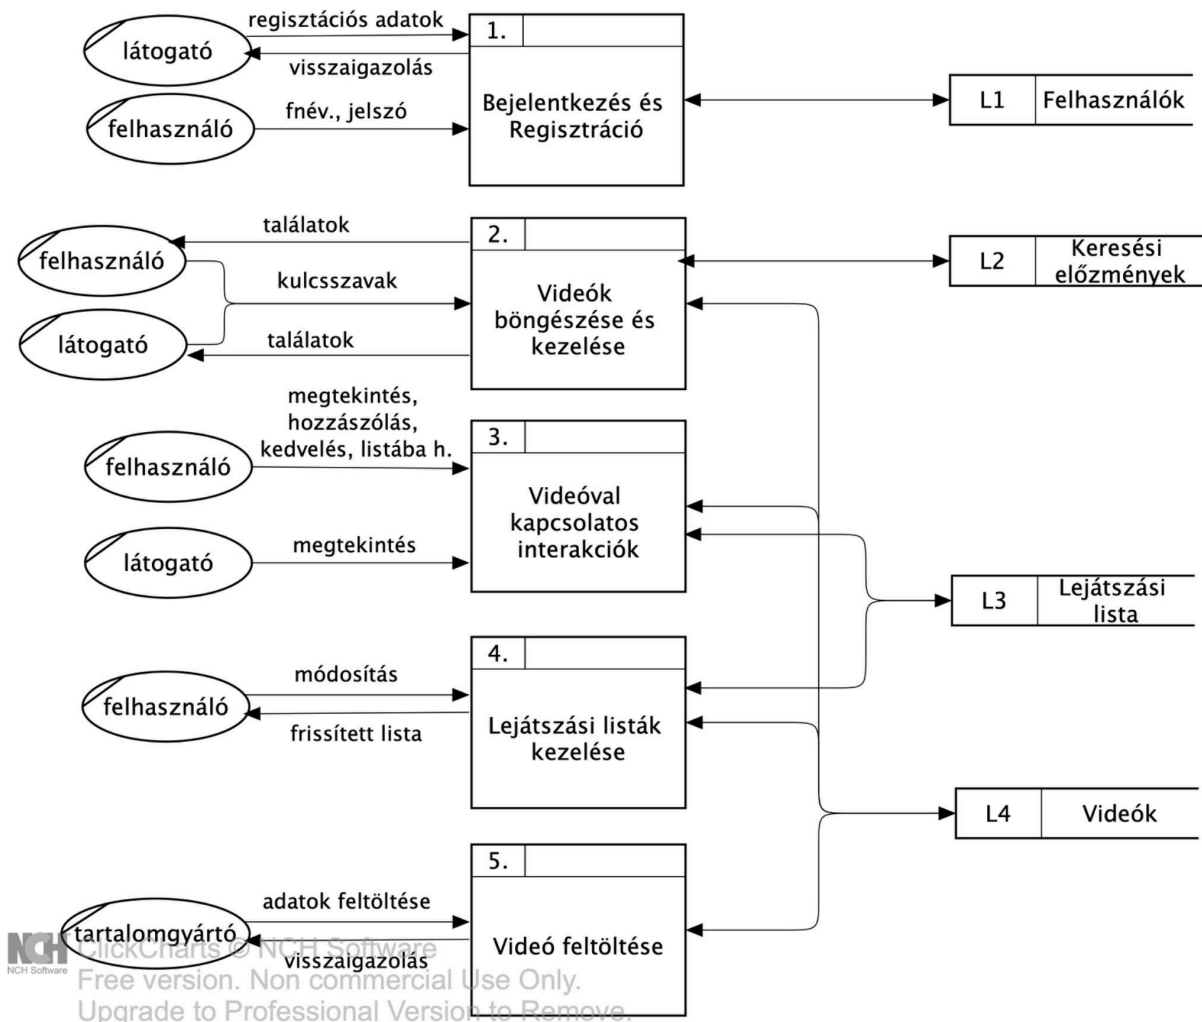 regisztációs adatok
látogató
visszaigazolás
felhasználó
fnév., jelszó
1.
Bejelentkezés és
Regisztráció
L1
Felhasználók
találatok
felhasználó
kulcsszavak
látogató
találatok
2.
Videók
böngészése és
kezelése
L2
Keresési
előzmények
megtekintés,
hozzászólás,
kedvelés, listába h.
felhasználó
látogató
megtekintés
3.
Videóval
kapcsolatos
interakciók
L3
Lejátszási
lista
módosítás
felhasználó
frissített lista
4.
Lejátszási listák
kezelése
L4
Videók
adatok feltöltése
tartalomgyártó
visszaigazolás
5.
Videó feltöltése
NCH
NCH Software
ClickCharts © NCH Software
Free version. Non commercial Use Only.
Upgrade to Professional Version to Remove.